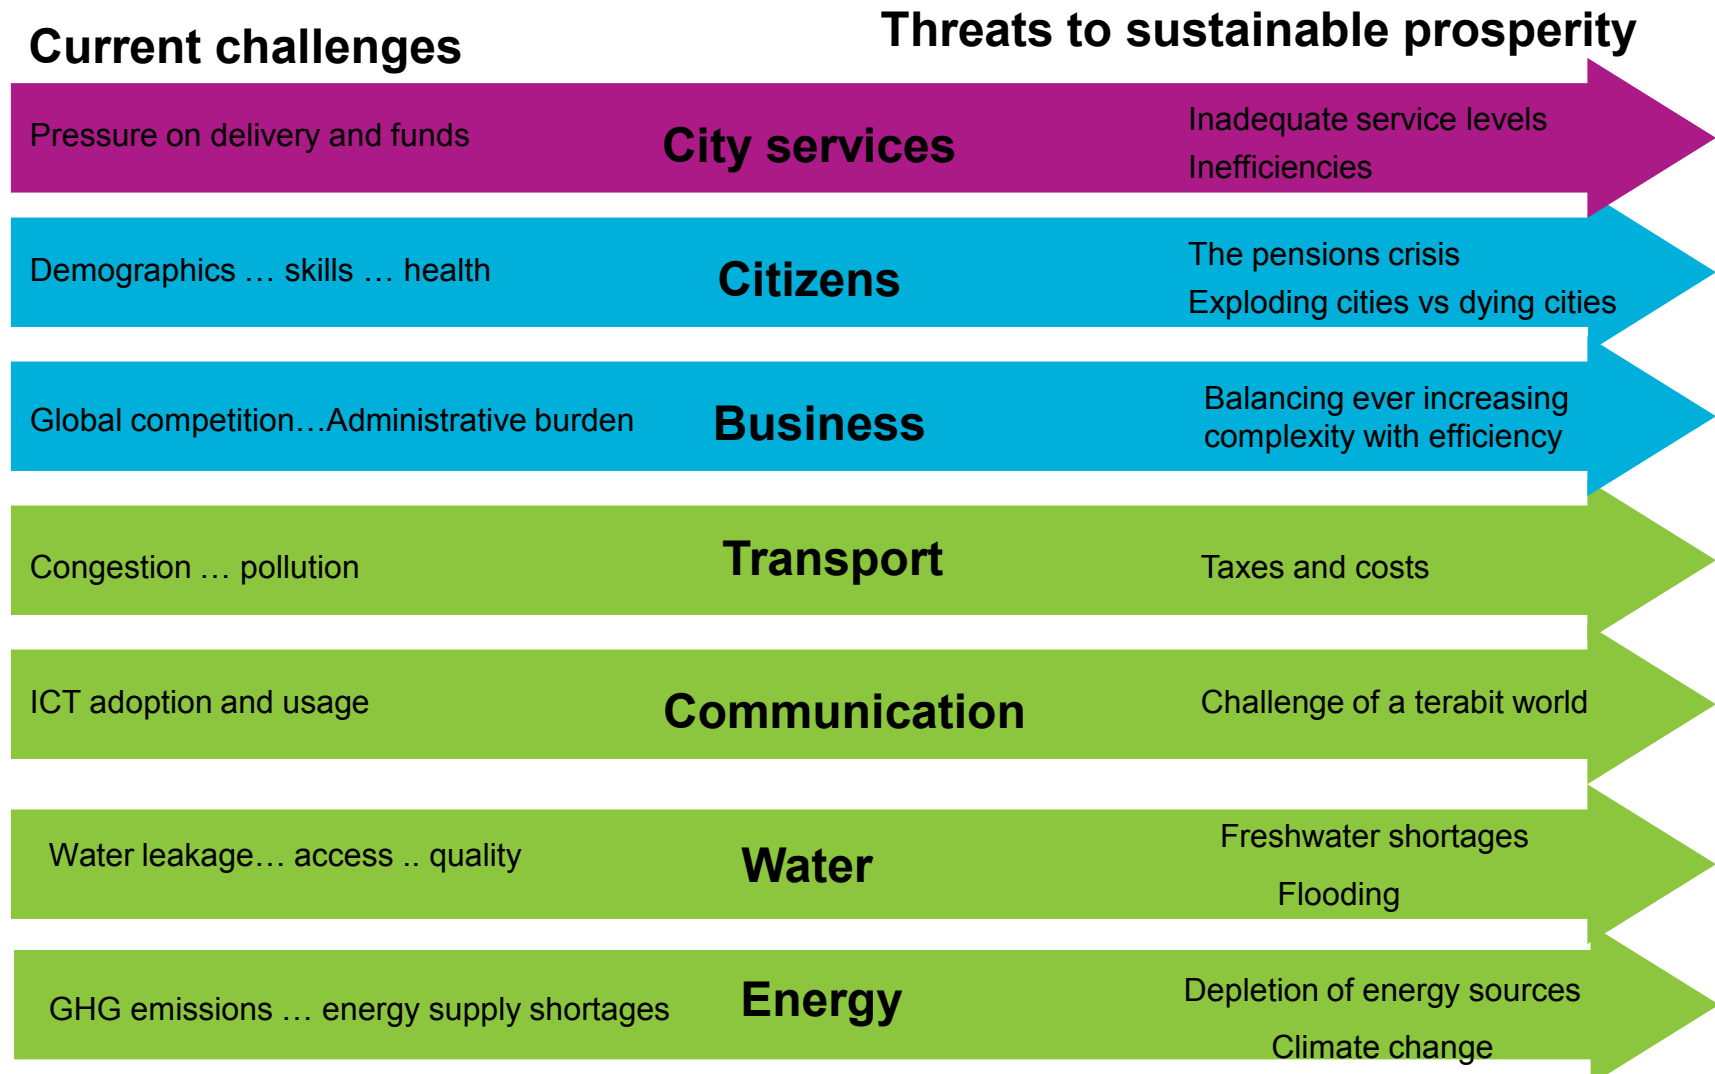 Current challenges
Threats to sustainable prosperity
Pressure on delivery and funds
City services
Inadequate service levels
Inefficiencies
Demographics … skills … health
Citizens
The pensions crisis
Exploding cities vs dying cities
Global competition…Administrative burden
Business
Balancing ever increasing
complexity with efficiency
Congestion … pollution
Transport
Taxes and costs
ICT adoption and usage
Communication
Challenge of a terabit world
Water leakage… access .. quality
Water
Freshwater shortages
Flooding
GHG emissions … energy supply shortages
Energy
Depletion of energy sources
Climate change